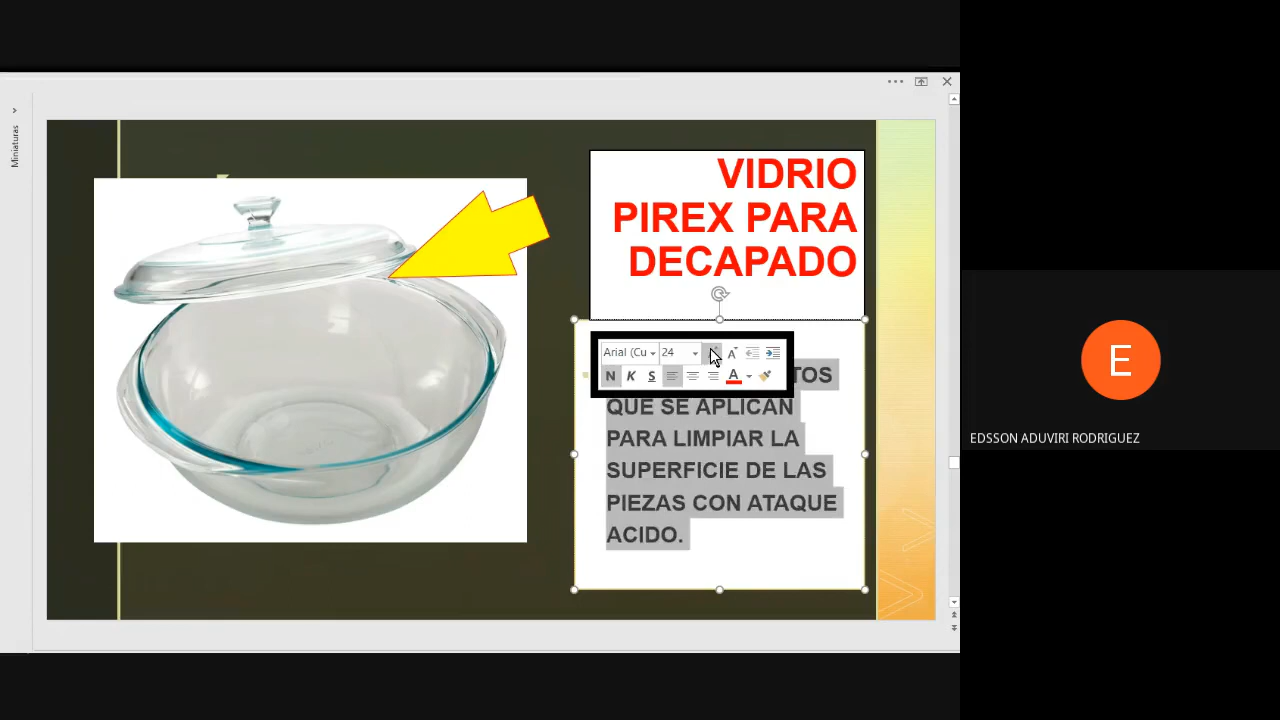 Miniaturas
VIDRIO
PIREX PARA
DECAPADO
Arial (Cu
24
A
N K S
A
TOS
QUE SE APLICAN
PARA LIMPIAR LA
SUPERFICIE DE LAS
PIEZAS CON ATAQUE
ACIDO.
E
EDSSON ADUVIRI RODRIGUEZ